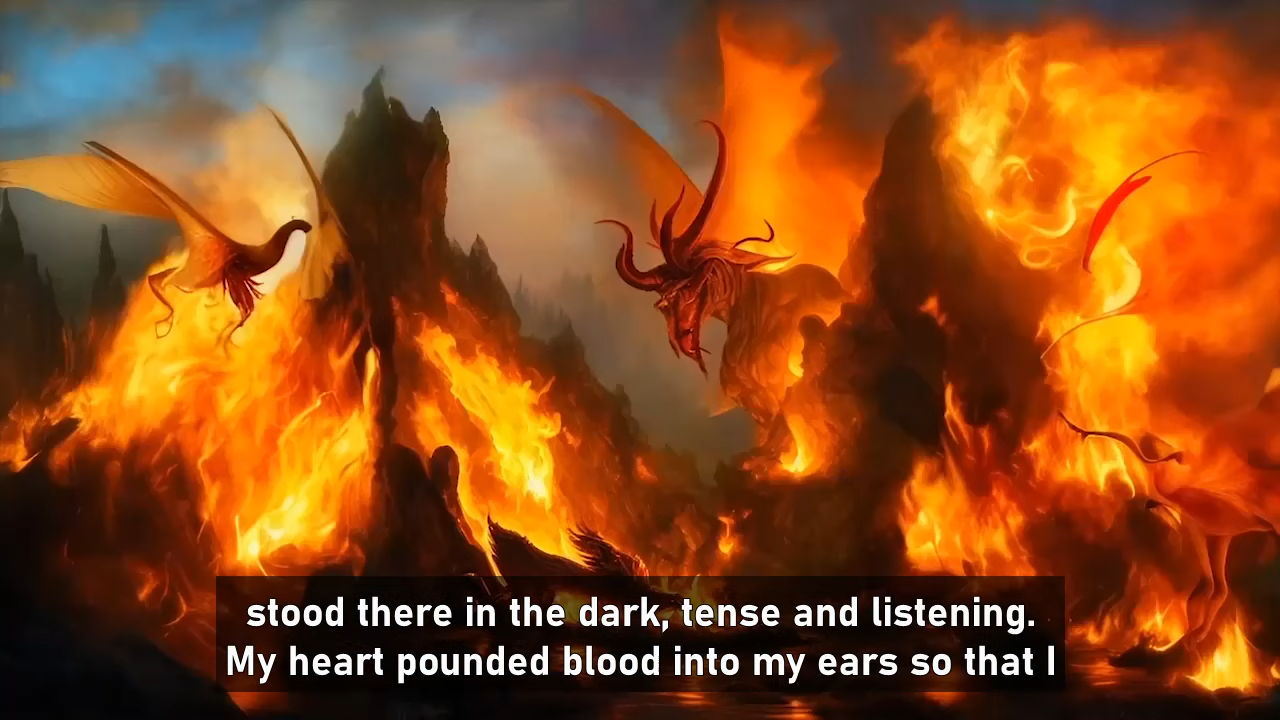 stood there in the dark, tense and listening.
My heart pounded blood into my ears so that I